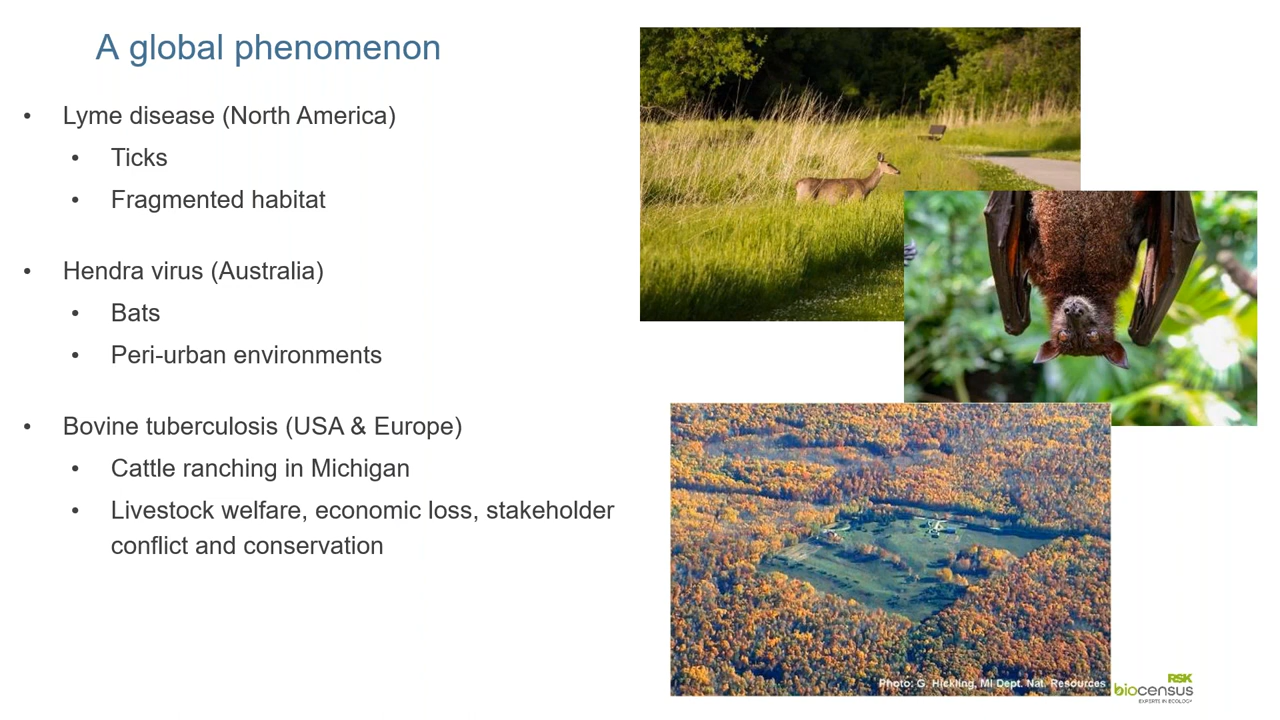 A global phenomenon
• Lyme disease (North America)
• Ticks
• Fragmented habitat
• Hendra virus (Australia)
• Bats
• Peri-urban environments
• Bovine tuberculosis (USA & Europe)
• Cattle ranching in Michigan
• Livestock welfare, economic loss, stakeholder
conflict and conservation
Photo: G. Hickling, MI Dept. Nat. Resources
RSK
biocensus
EXPERTS IN ECOLOGY